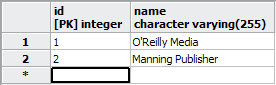 id name
[PK] integer character varying(255)
1 1 O'Reilly Media
2 2 Manning Publisher
*